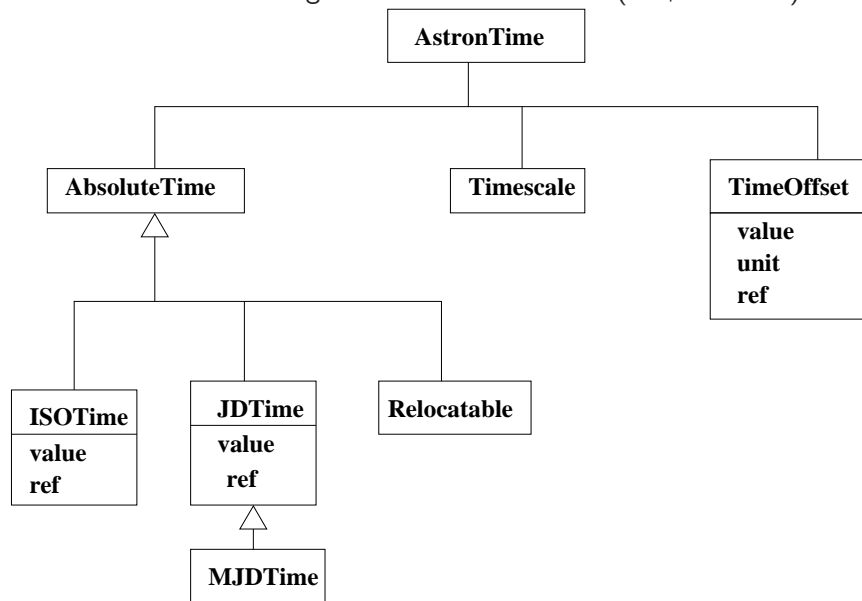 AstronTime
AbsoluteTime
Timescale
TimeOffset
value
unit
ref
ISOTime
value
ref
JDTime
value
ref
Relocatable
MJDTime